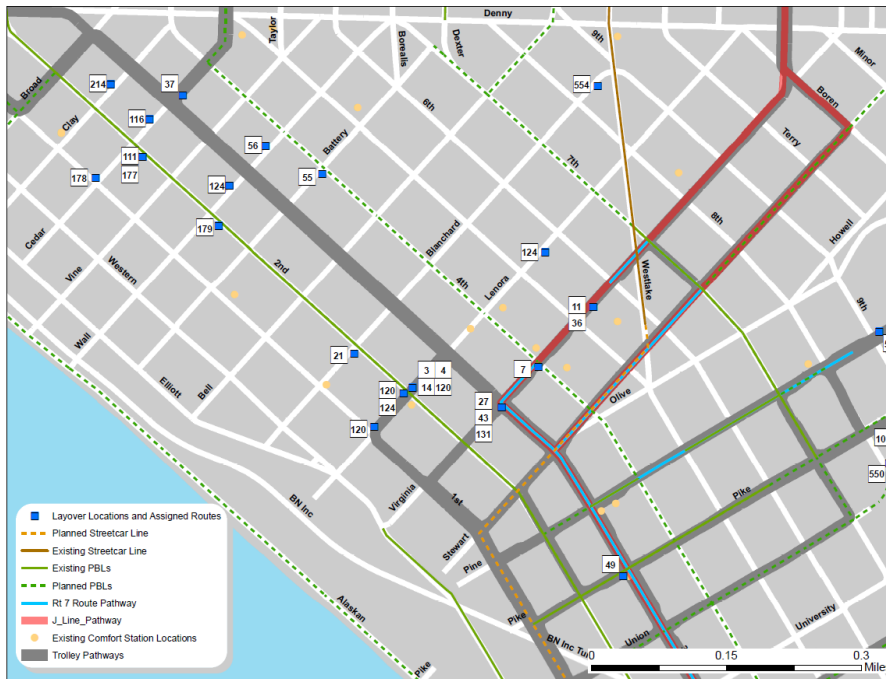 Denny
Taylor
Borealis
Dexter
9th
Minor
Broad
214
37
554
Boren
Clay
116
6th
Terry
56
Battery
111
177
7th
178
55
124
8th
179
Howell
Cedar
Blanchard
2nd
124
Western
4th
Lenora
Westlake
Vine
11
36
9th
Wall
21
3 4
14 120
7
Elliott
Bell
120
124
27
43
131
Olive
120
10
550
BN Inc
Virginia
1st
Pike
Stewart
Pine
49
Alaskan
Pike
BN Inc Tu
Union
University
Pike
Layover Locations and Assigned Routes
Planned Streetcar Line
Existing Streetcar Line
Existing PBLs
Planned PBLs
Rt 7 Route Pathway
J_Line_Pathway
Existing Comfort Station Locations
Trolley Pathways
0 0.15 0.3
Miles